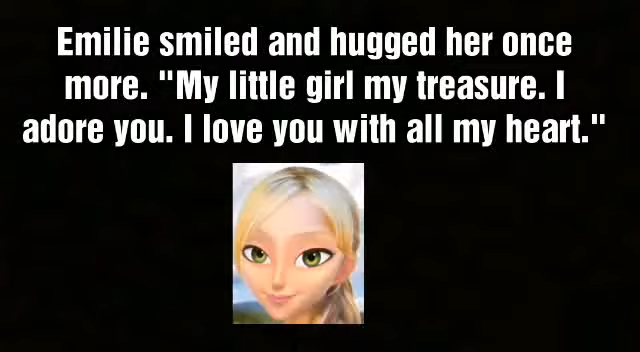 Emilie smiled and hugged her once
more. "My little girl my treasure. I
adore you. I love you with all my heart."